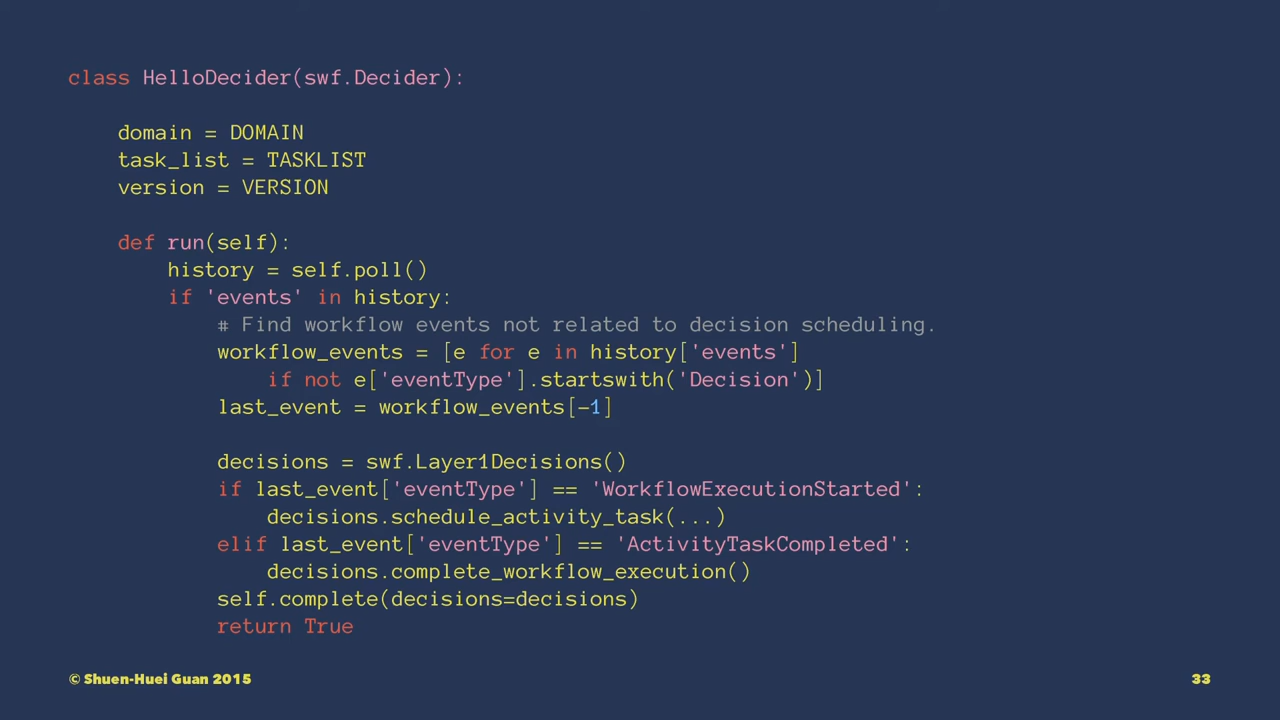 class HelloDecider(swf.Decider):
    domain = DOMAIN
    task_list = TASKLIST
    version = VERSION
    def run(self):
        history = self.poll()
        if 'events' in history:
            # Find workflow events not related to decision scheduling.
            workflow_events = [e for e in history['events']
                if not e['eventType'].startswith('Decision')]
            last_event = workflow_events[-1]
            decisions = swf.Layer1Decisions()
            if last_event['eventType'] == 'WorkflowExecutionStarted':
                decisions.schedule_activity_task(...)
            elif last_event['eventType'] == 'ActivityTaskCompleted':
                decisions.complete_workflow_execution()
            self.complete(decisions=decisions)
            return True
© Shuen-Huei Guan 2015
33